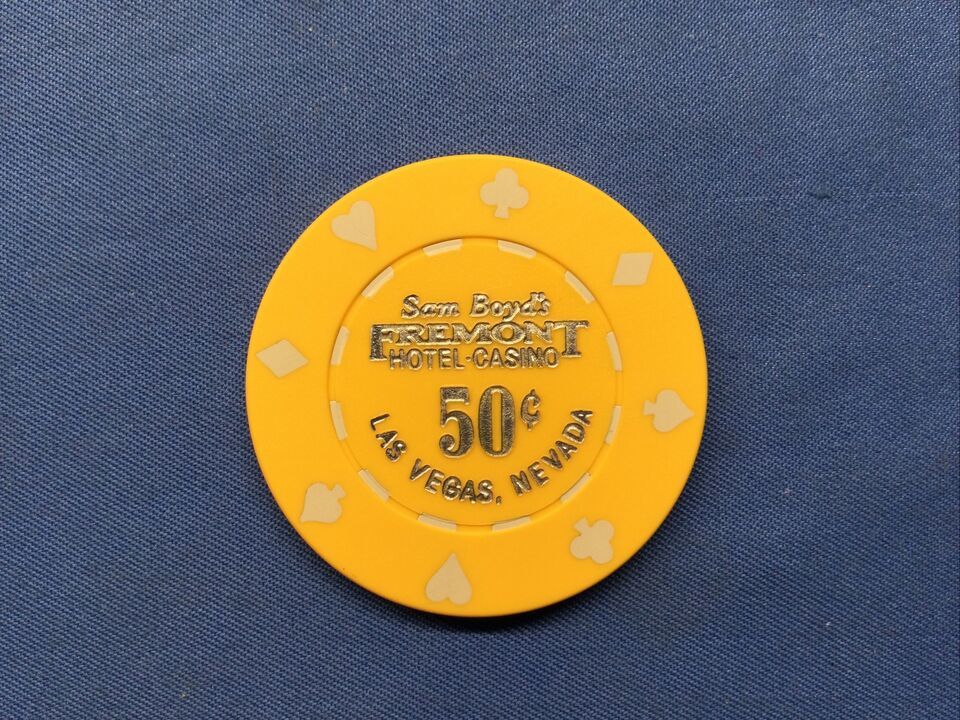 Sam Boyd's
FREMONT
HOTEL-CASINO
50¢
LAS VEGAS, NEVADA